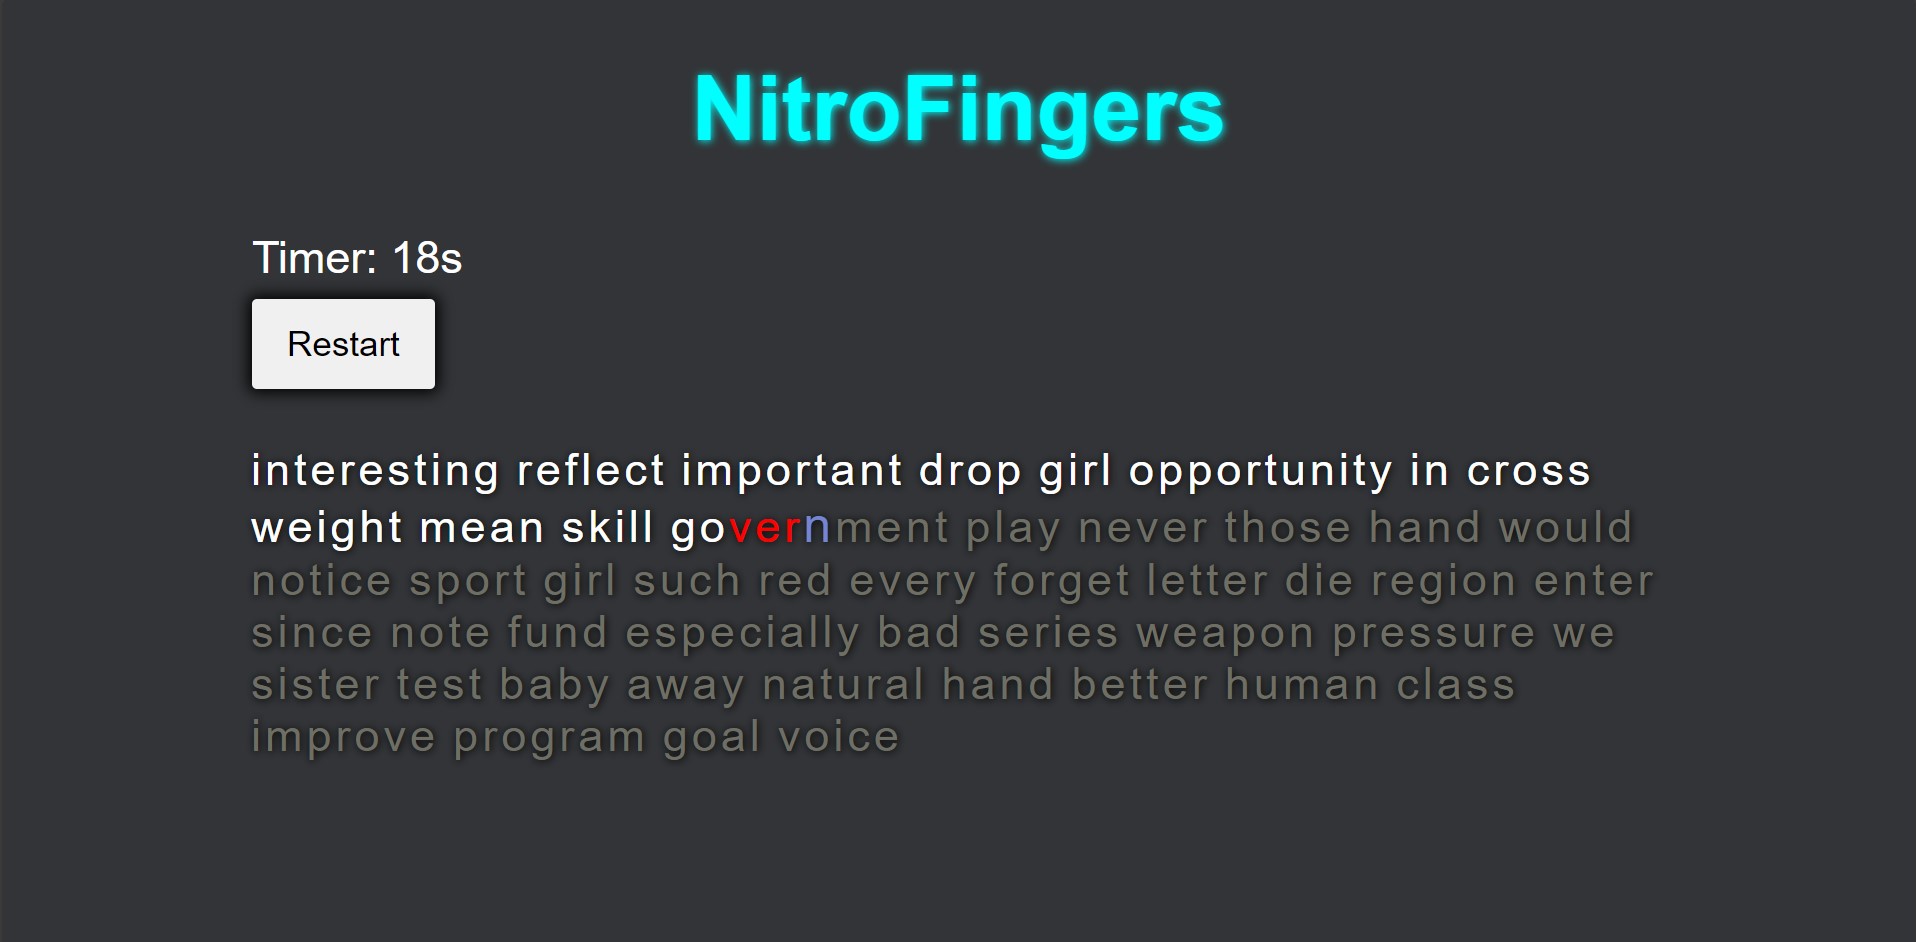 NitroFingers
Timer: 18s
Restart
interesting reflect important drop girl opportunity in cross
weight mean skill government play never those hand would
notice sport girl such red every forget letter die region enter
since note fund especially bad series weapon pressure we
sister test baby away natural hand better human class
improve program goal voice